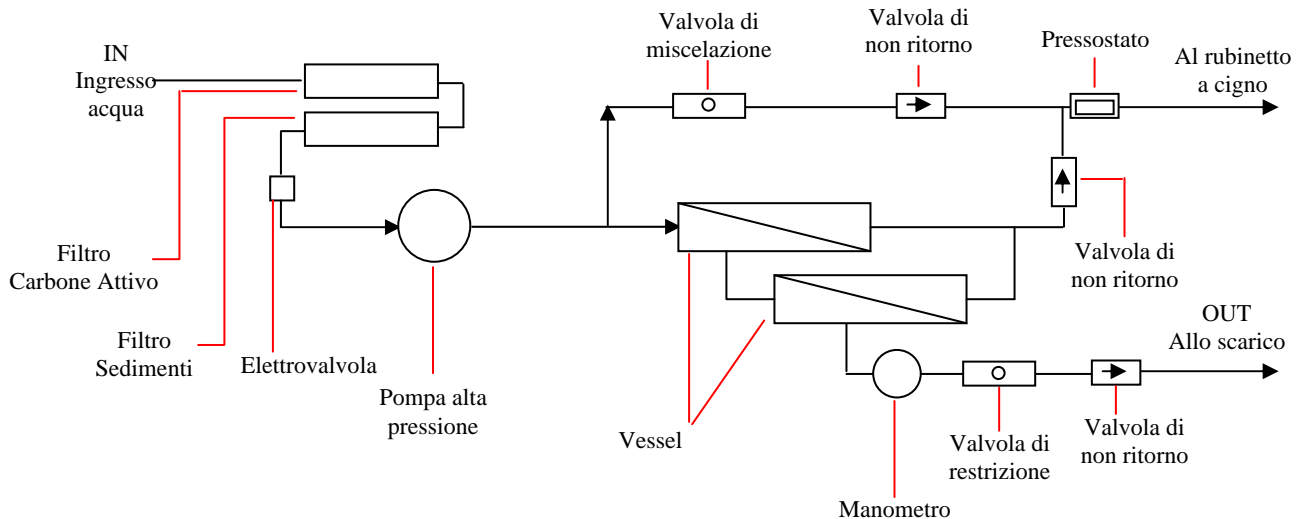 IN
Ingresso
acqua
Valvola di
miscelazione
Valvola di
non ritorno
Pressostato
Al rubinetto
a cigno
Filtro
Carbone Attivo
Filtro
Sedimenti
Elettrovalvola
Pompa alta
pressione
Vessel
Valvola di
non ritorno
OUT
Allo scarico
Manometro
Valvola di
restrizione
Valvola di
non ritorno